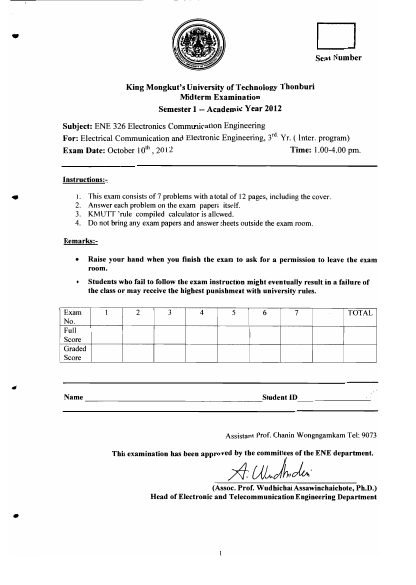 Seat Number
King Mongkut's University of Technology Thonburi
Midterm Examination
Semester 1 -- Academic Year 2012
Subject: ENE 326 Electronics Communication Engineering
For: Electrical Communication and Electronic Engineering, 3rd. Yr. ( Inter. program)
Exam Date: October 10th, 2012 Time: 1.00-4.00 pm.
Instructions:-
1. This exam consists of 7 problems with a total of 12 pages, including the cover.
2. Answer each problem on the exam papers itself.
3. KMUTT 'rule compiled calculator is allowed.
4. Do not bring any exam papers and answer sheets outside the exam room.
Remarks:-
• Raise your hand when you finish the exam to ask for a permission to leave the exam
room.
• Students who fail to follow the exam instruction might eventually result in a failure of
the class or may receive the highest punishment with university rules.
Exam No. 1 2 3 4 5 6 7 TOTAL
Full Score
Graded Score
Name Student ID
Assistant Prof. Chanin Wongngamkam Tel: 9073
This examination has been approved by the committees of the ENE department.
A. Wudhichai
(Assoc. Prof. Wudhichai Assawinchaichote, Ph.D.)
Head of Electronic and Telecommunication Engineering Department
1